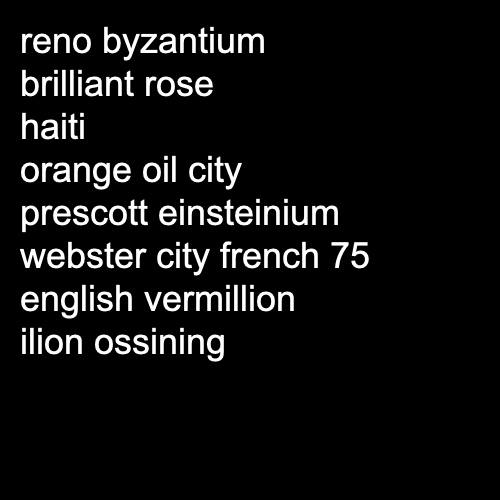 reno byzantium
brilliant rose
haiti
orange oil city
prescott einsteinium
webster city french 75
english vermillion
ilion ossining